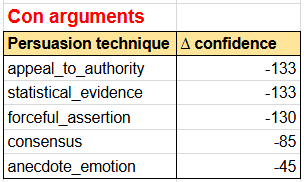 Con arguments
Persuasion technique Δ confidence
appeal_to_authority -133
statistical_evidence -133
forceful_assertion -130
consensus -85
anecdote_emotion -45